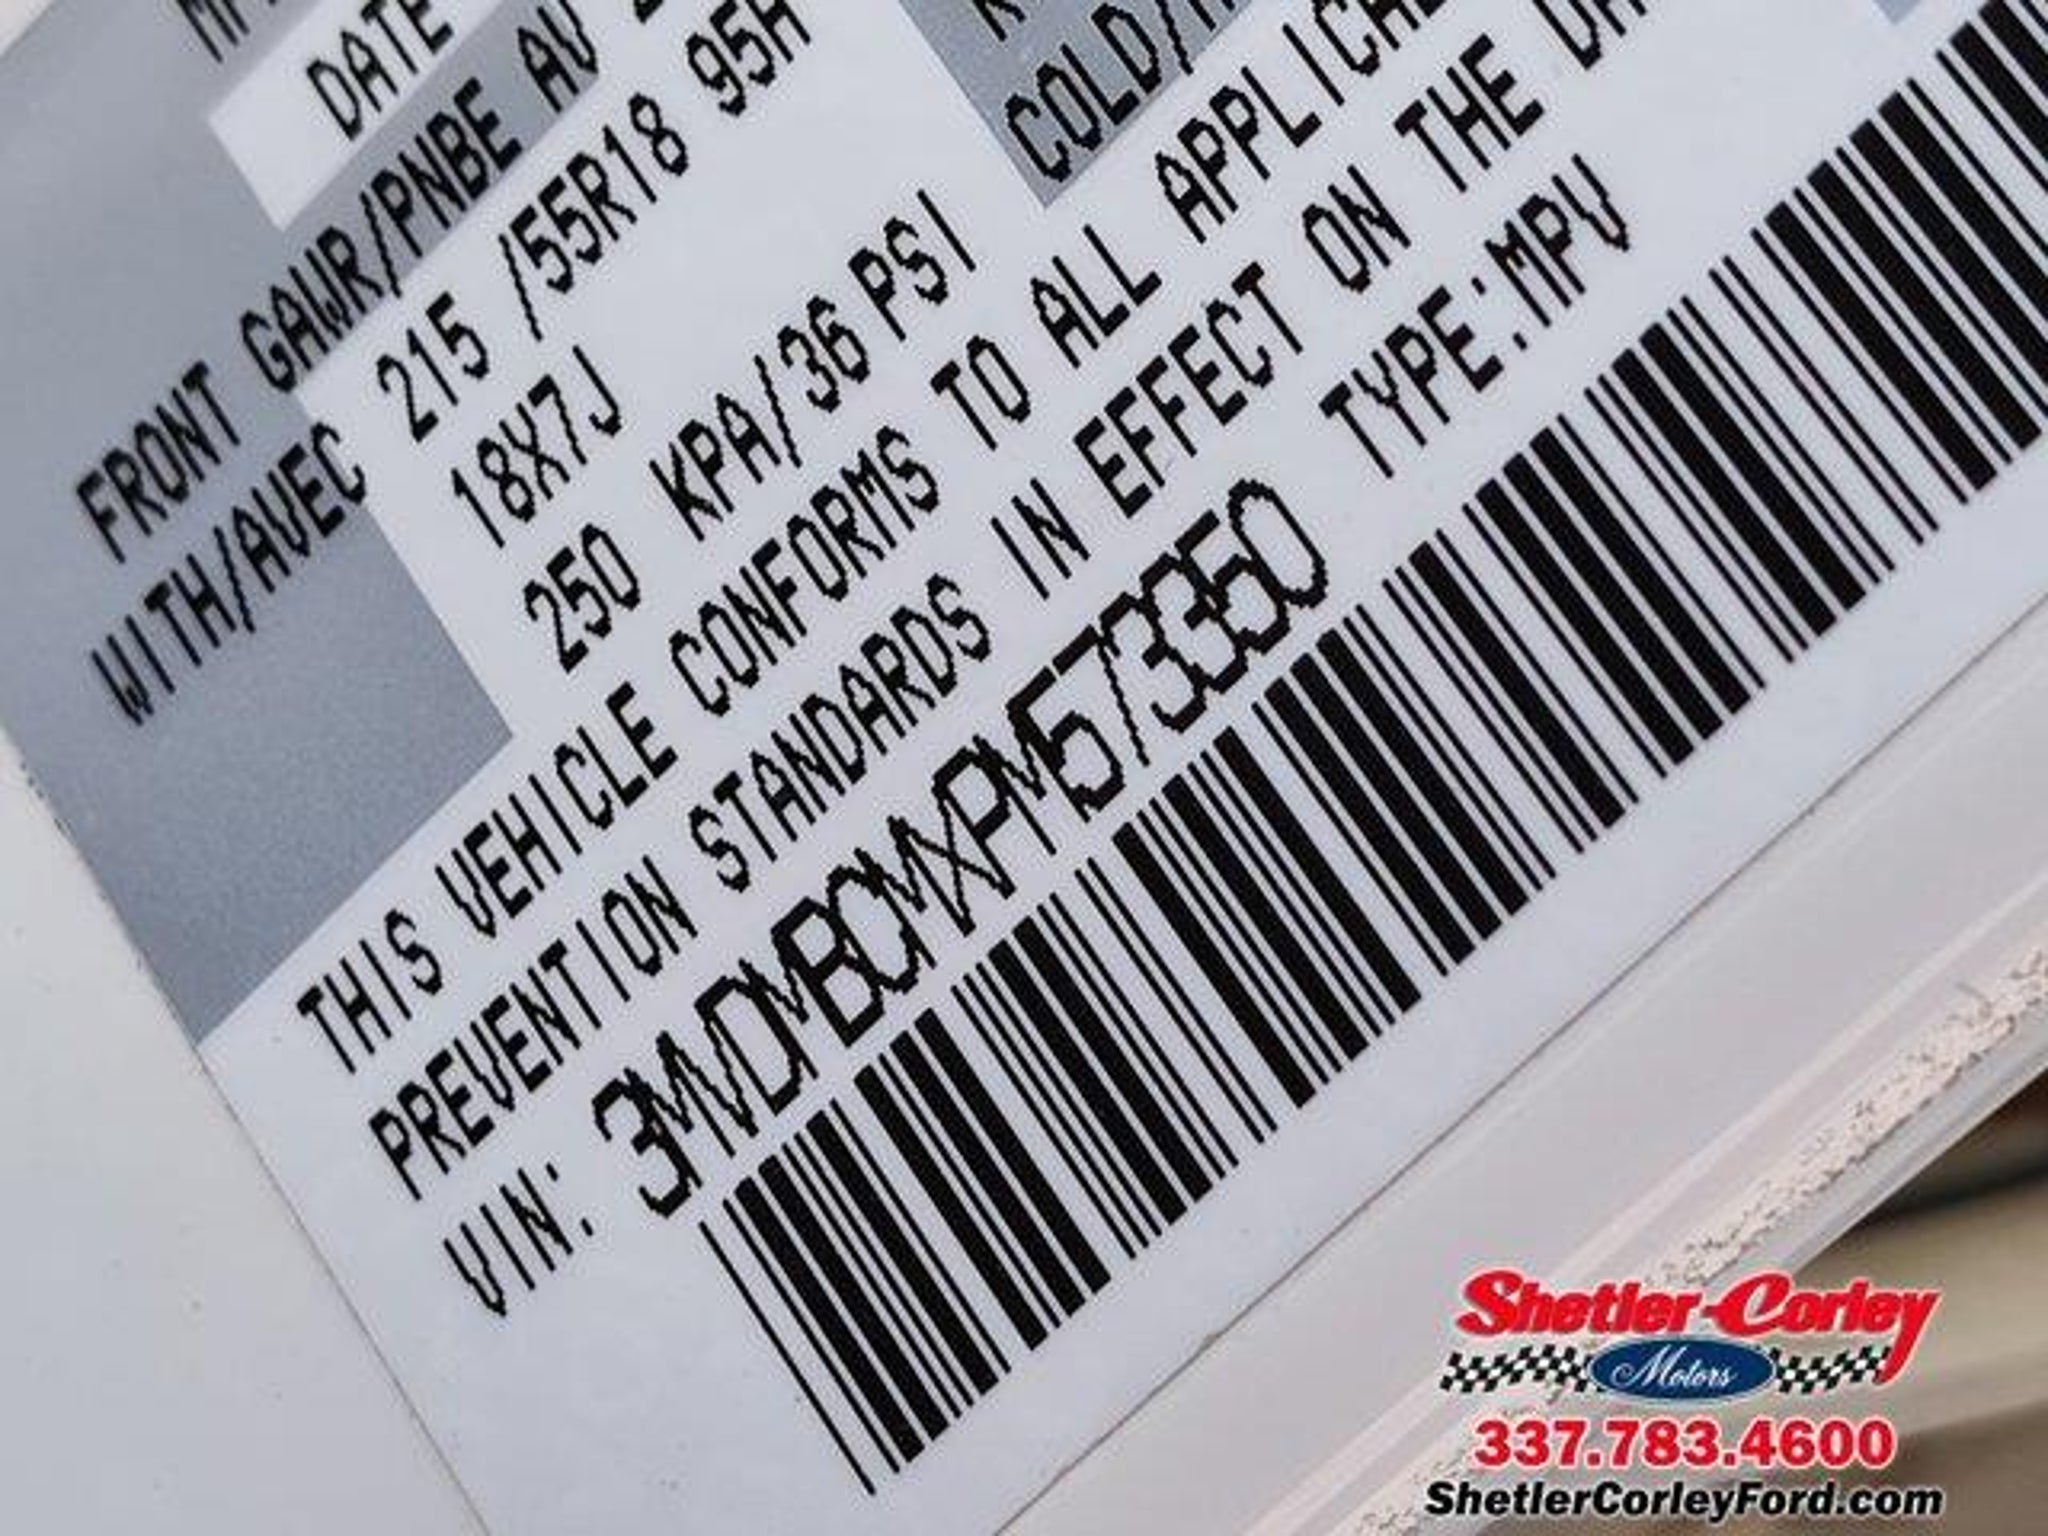 DATE
FRONT GAWR/PNBE AV
WITH/AVEC 215 /55R18 95H
18X7J
250 KPA/36 PSI
COLD/
THIS VEHICLE CONFORMS TO ALL
PREVENTION STANDARDS IN EFFECT ON THE
VIN: 3MVDMBCMXPM573350 TYPE:MPV
Shetler-Corley
Motors
337.783.4600
ShetlerCorleyFord.com